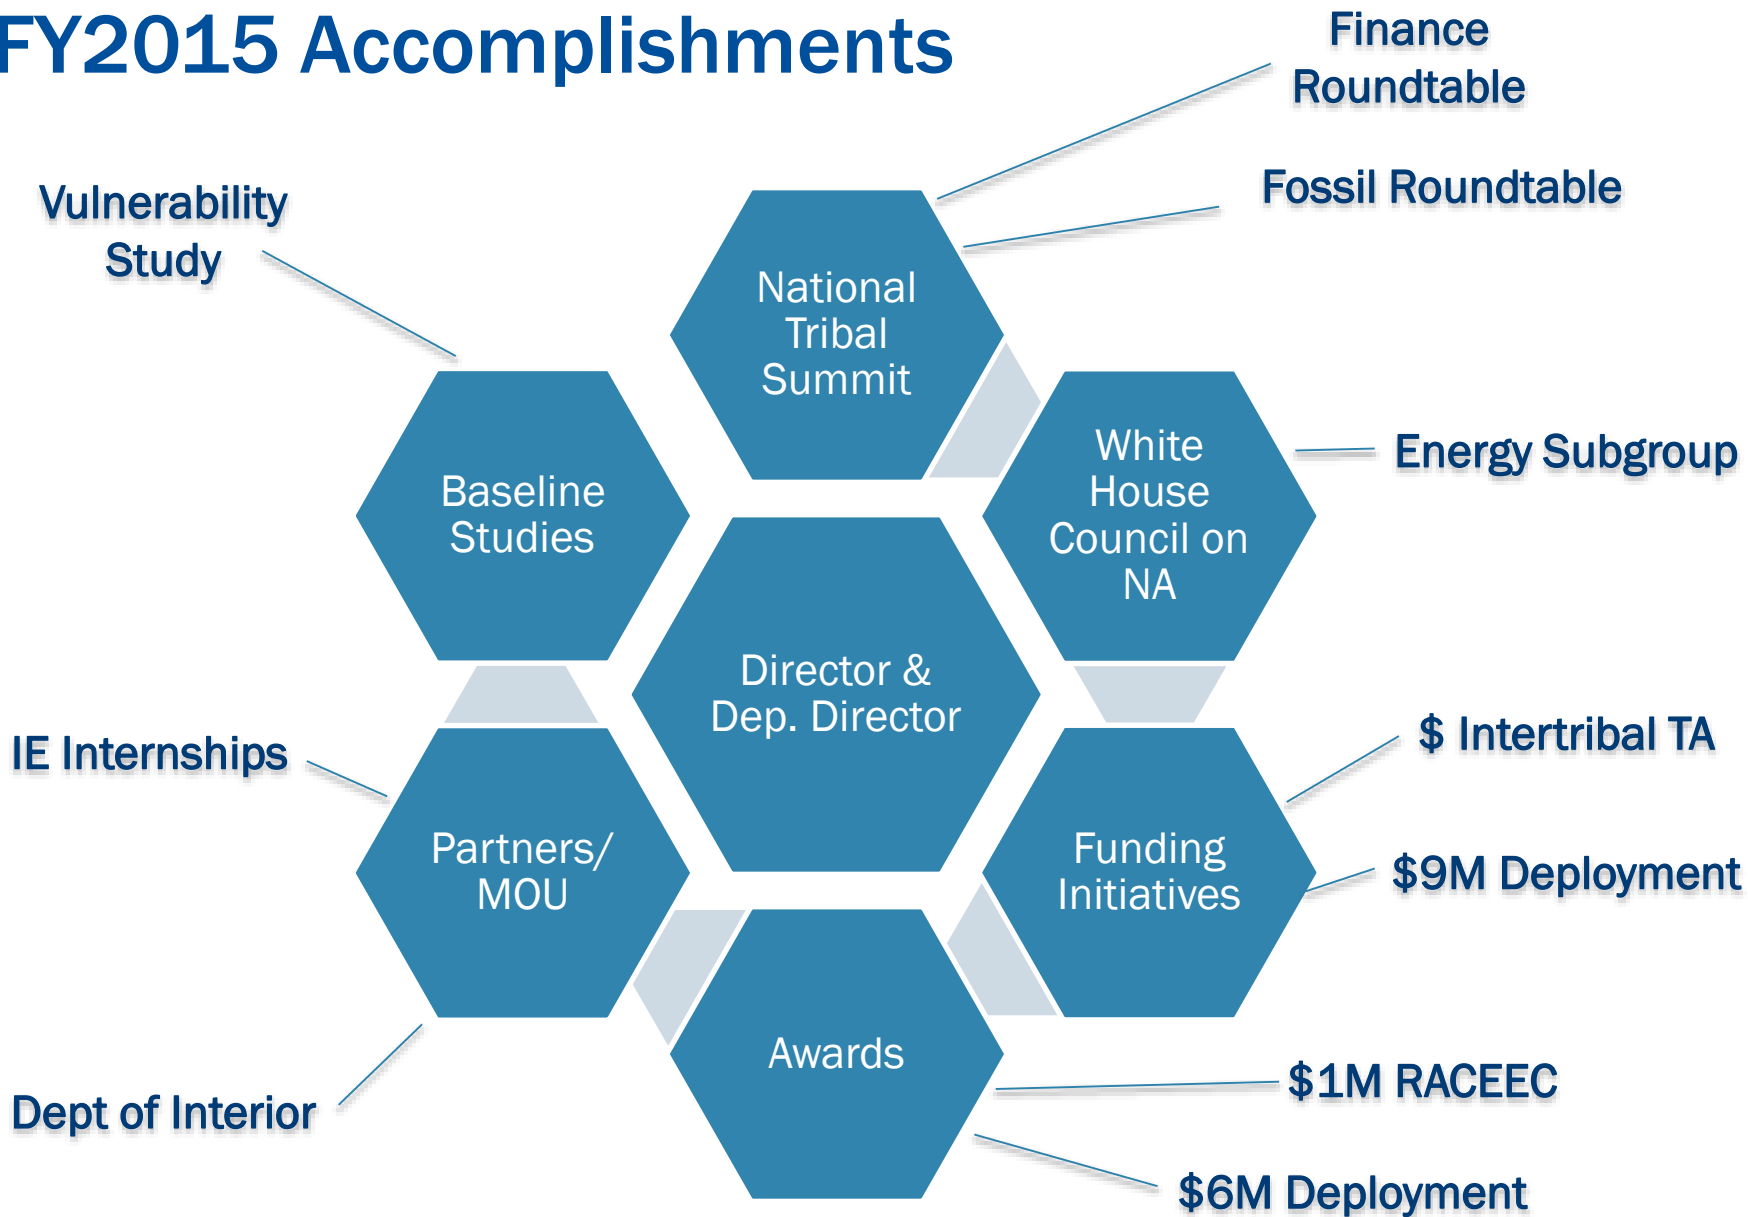 FY2015 Accomplishments
Finance
Roundtable
Fossil Roundtable
Vulnerability
Study
National
Tribal
Summit
White
House
Council on
NA
Energy Subgroup
Baseline
Studies
Director &
Dep. Director
IE Internships
$ Intertribal TA
Partners/
MOU
Funding
Initiatives
$9M Deployment
Awards
$1M RACEEC
Dept of Interior
$6M Deployment